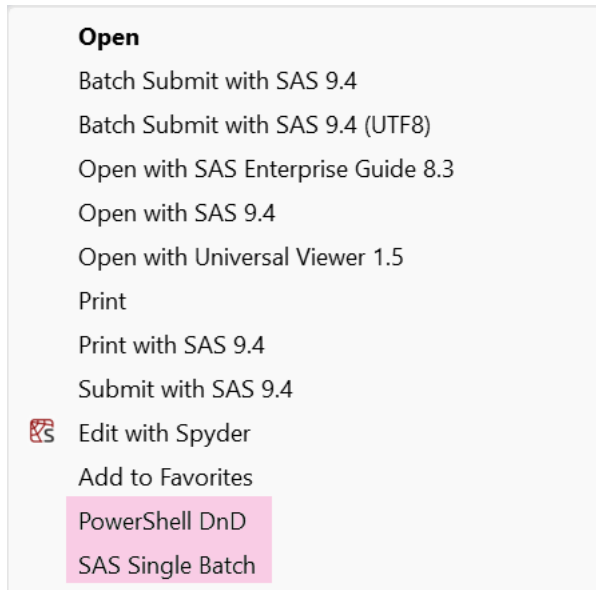 Open
Batch Submit with SAS 9.4
Batch Submit with SAS 9.4 (UTF8)
Open with SAS Enterprise Guide 8.3
Open with SAS 9.4
Open with Universal Viewer 1.5
Print
Print with SAS 9.4
Submit with SAS 9.4
Edit with Spyder
Add to Favorites
PowerShell DnD
SAS Single Batch